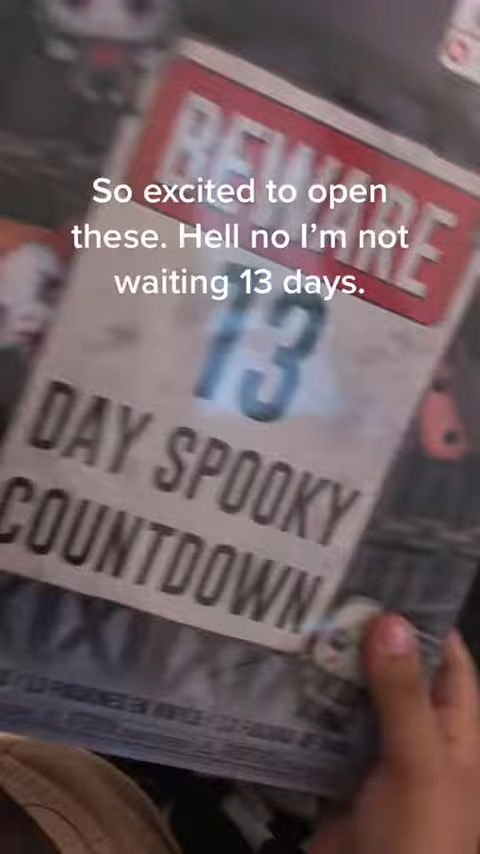 So excited to open
these. Hell no I'm not
waiting 13 days.
BEWARE
13
DAY SPOOKY
COUNTDOWN